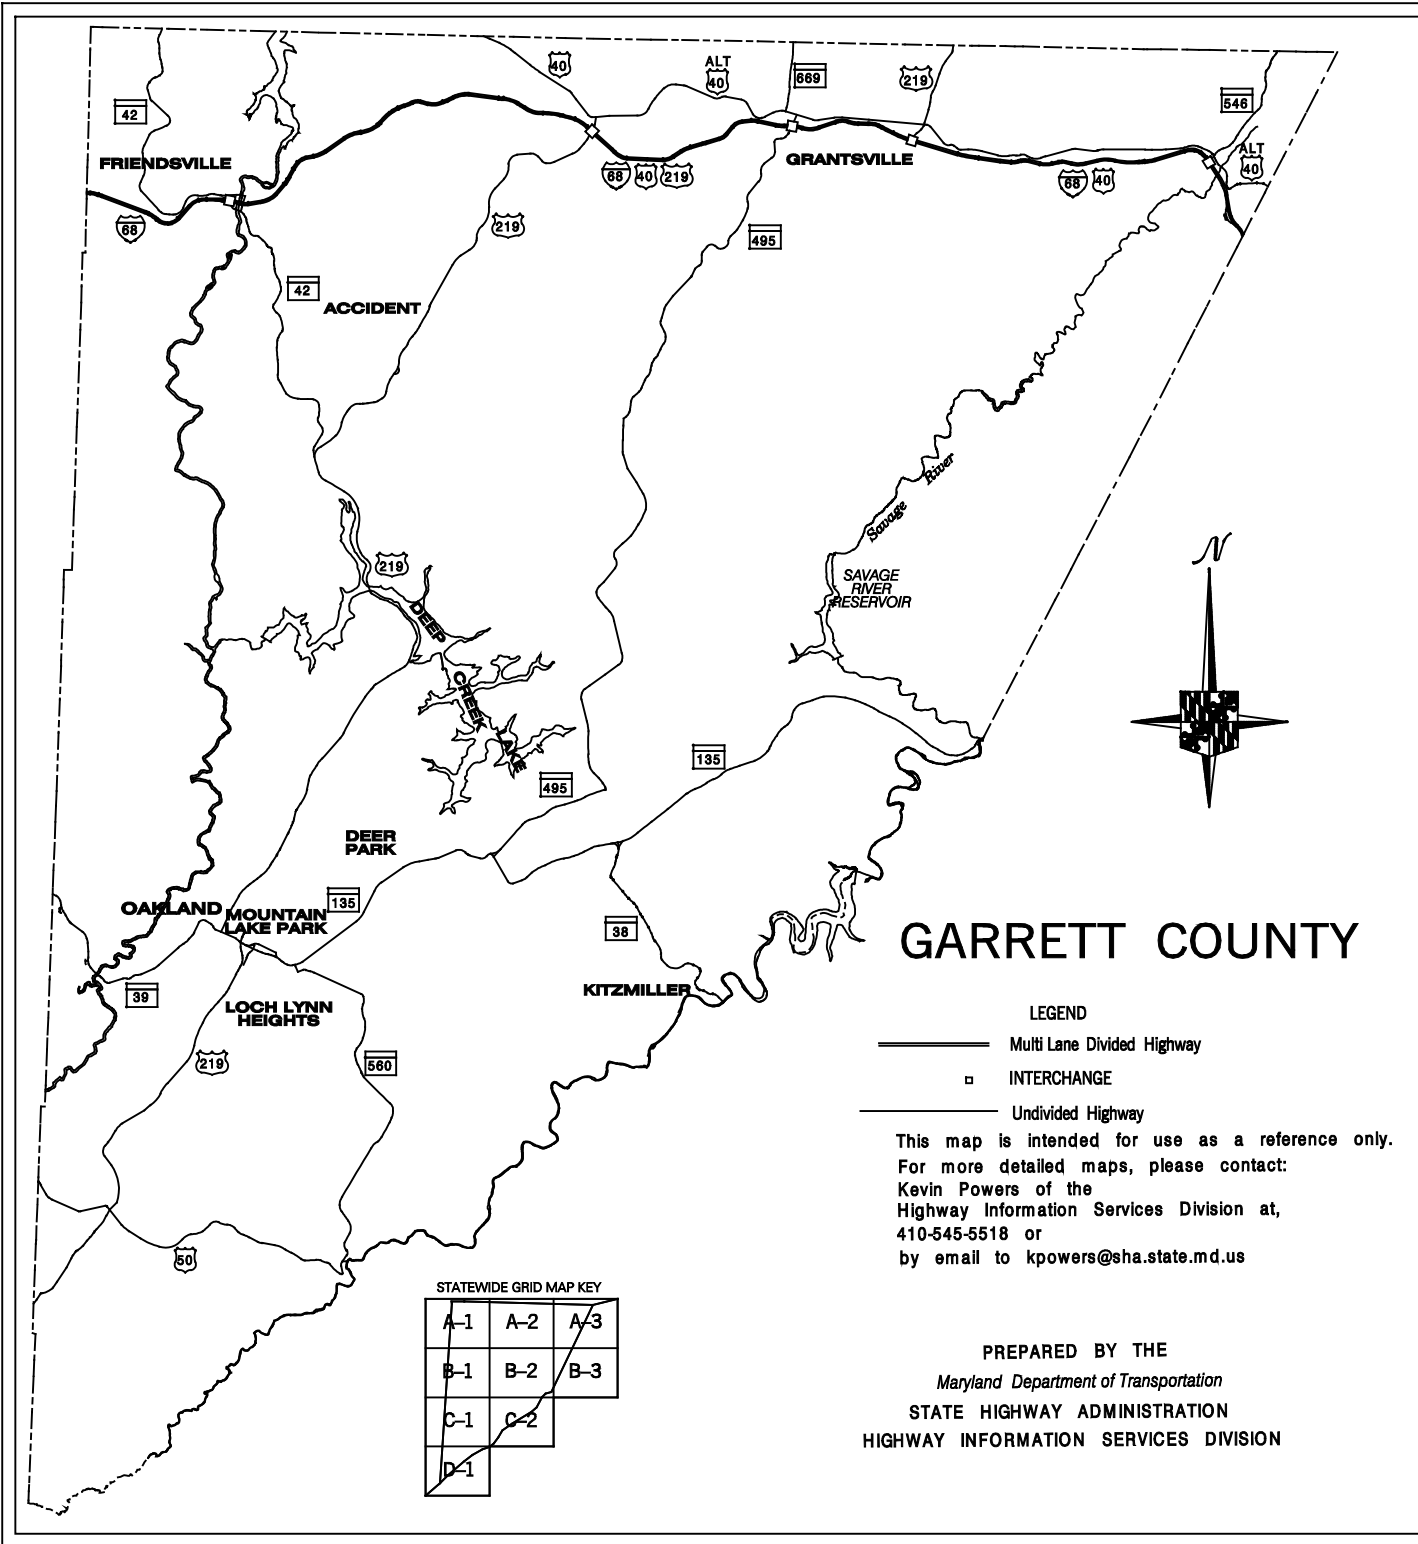 40
ALT
40
669
219
546
42
FRIENDSVILLE
GRANTSVILLE
ALT
40
68
40
219
68
40
68
219
495
42
ACCIDENT
Savage River
219
SAVAGE
RIVER
RESERVOIR
DEEP
CREEK
LAKE
N
135
495
DEER
PARK
135
OAKLAND
MOUNTAIN
LAKE PARK
38
GARRETT COUNTY
39
KITZMILLER
LOCH LYNN
HEIGHTS
219
560
LEGEND
Multi Lane Divided Highway
INTERCHANGE
Undivided Highway
This map is intended for use as a reference only.
For more detailed maps, please contact:
Kevin Powers of the
Highway Information Services Division at,
410-545-5518 or
by email to kpowers@sha.state.md.us
50
STATEWIDE GRID MAP KEY
A-1 A-2 A-3
B-1 B-2 B-3
C-1 C-2
D-1
PREPARED BY THE
Maryland Department of Transportation
STATE HIGHWAY ADMINISTRATION
HIGHWAY INFORMATION SERVICES DIVISION